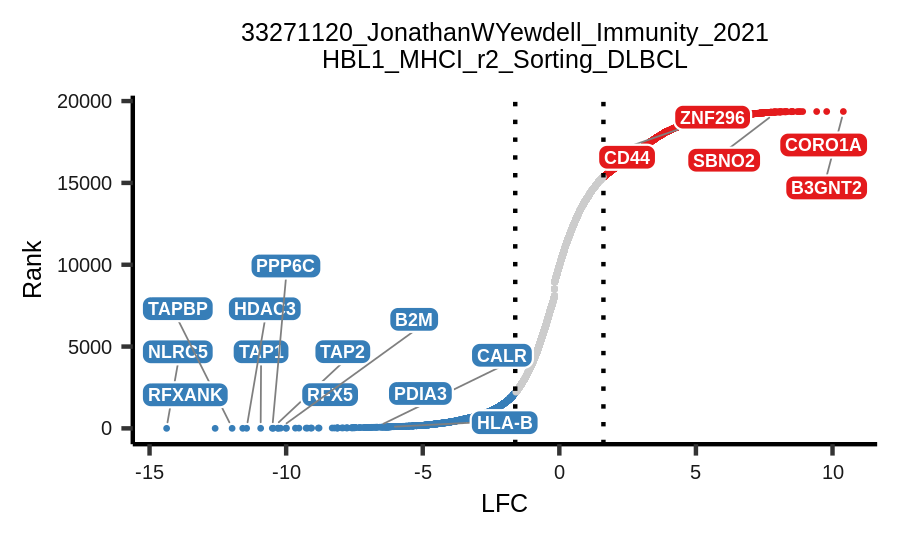 33271120_JonathanWYewdell_Immunity_2021
HBL1_MHCI_r2_Sorting_DLBCL
20000
15000
10000
5000
0
Rank
ZNF296
CD44
SBNO2
CORO1A
B3GNT2
PPP6C
TAPBP
HDAC3
B2M
NLRC5
TAP1
TAP2
CALR
RFXANK
RFX5
PDIA3
HLA-B
-15
-10
-5
0
5
10
LFC